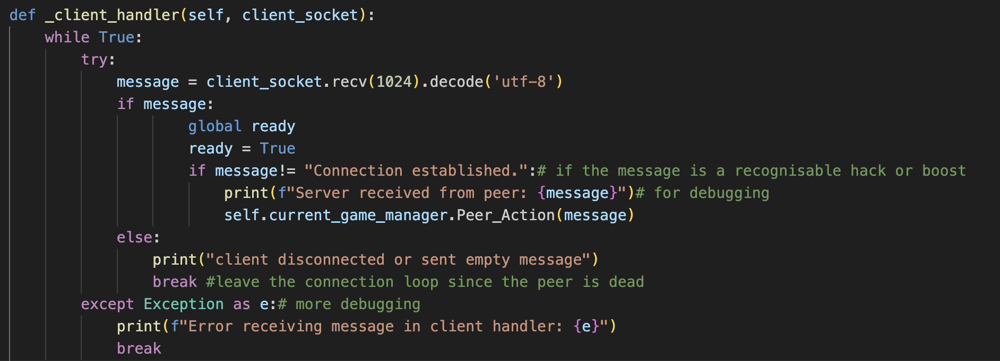 def _client_handler(self, client_socket):
    while True:
        try:
            message = client_socket.recv(1024).decode('utf-8')
            if message:
                    global ready
                    ready = True
                    if message!= "Connection established.":# if the message is a recognisable hack or boost
                        print(f"Server received from peer: {message}")# for debugging
                        self.current_game_manager.Peer_Action(message)
            else:
                print("client disconnected or sent empty message")
                break #leave the connection loop since the peer is dead
        except Exception as e:# more debugging
            print(f"Error receiving message in client handler: {e}")
            break